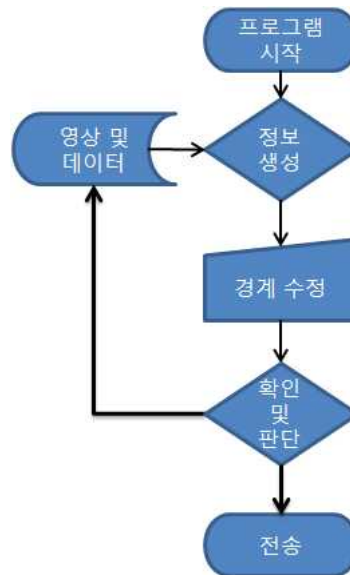 프로그램
시작
영상 및
데이터
정보
생성
경계 수정
확인
및
판단
전송